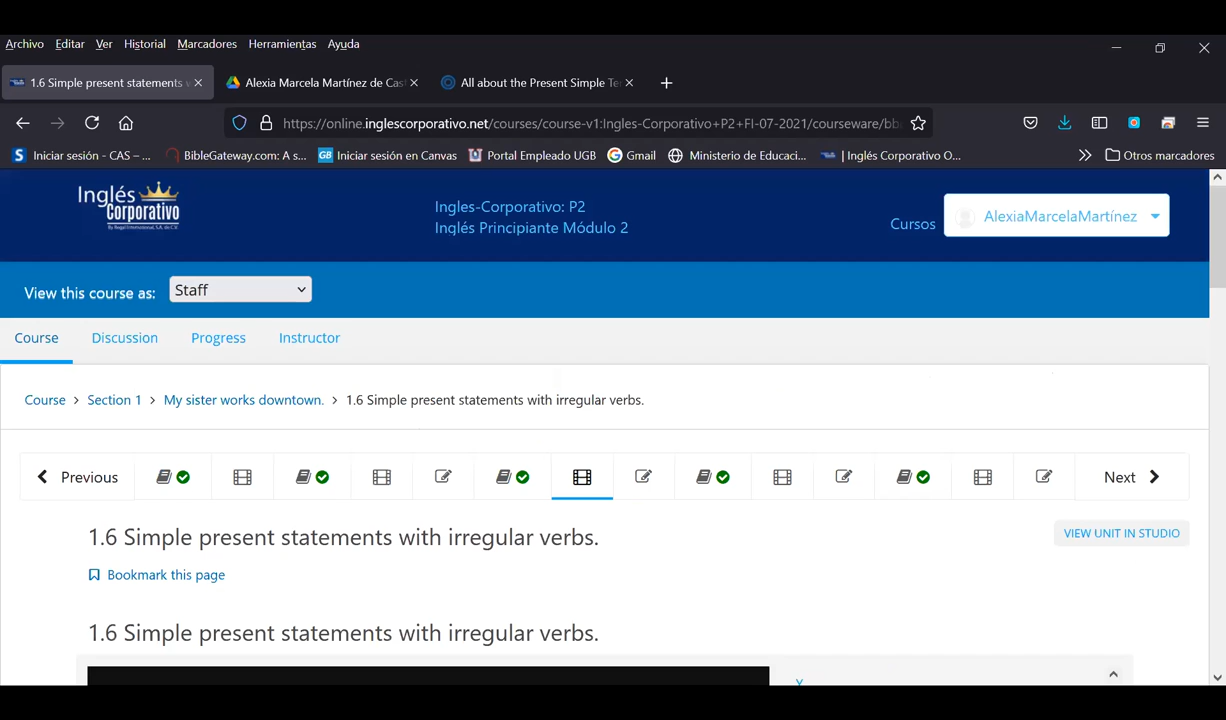 Archivo Editar Ver Historial Marcadores Herramientas Ayuda
1.6 Simple present statements w
Alexia Marcela Martínez de Cas
All about the Present Simple Te
https://online.inglescorporativo.net/courses/course-v1:Ingles-Corporativo+P2+FI-07-2021/courseware/bb
S Iniciar sesión - CAS – ...
BibleGateway.com: A s...
GB Iniciar sesión en Canvas
Portal Empleado UGB
Gmail
Ministerio de Educaci...
| Inglés Corporativo O...
Otros marcadores
Inglés
Corporativo
By Regal International, S.A. de C.V.
Ingles-Corporativo: P2
Inglés Principiante Módulo 2
Cursos
AlexiaMarcelaMartínez
View this course as:
Staff
Course Discussion Progress Instructor
Course > Section 1 > My sister works downtown. > 1.6 Simple present statements with irregular verbs.
Previous
Next
1.6 Simple present statements with irregular verbs.
VIEW UNIT IN STUDIO
Bookmark this page
1.6 Simple present statements with irregular verbs.